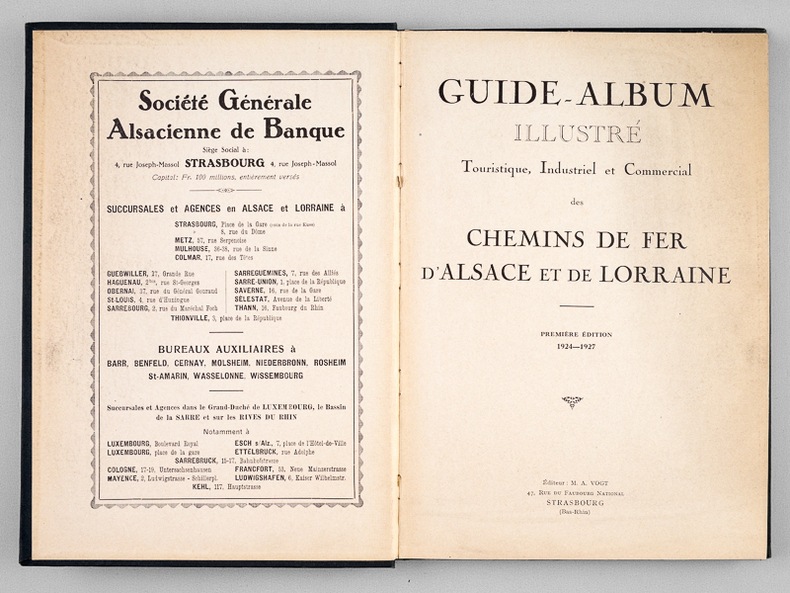 Société Générale
Alsacienne de Banque
Siège Social à:
4, rue Joseph-Massol STRASBOURG 4, rue Joseph-Massol
Capital: Fr. 100 millions, entièrement versés
SUCCURSALES et AGENCES en ALSACE et LORRAINE à
STRASBOURG, Place de la Gare
8, rue du Dôme
METZ, 37, rue Serpenoise
MULHOUSE, 36-38, rue de la Sinne
COLMAR, 17, rue des Têtes
GUEBWILLER, 37, Grande Rue
HAGUENAU, rue St-Georges
OBERNAI, 37, rue du Général Gouraud
St-LOUIS, 4, rue d'Huningue
SARREBOURG, 2, rue du Maréchal Foch
SARREGUEMINES, 7, rue des Alliés
SARRE-UNION, 1, place de la République
SAVERNE, 16, rue de la Gare
SÉLESTAT, Avenue de la Liberté
THANN, 16, Faubourg du Rhin
THIONVILLE, 3, place de la République
BUREAUX AUXILIAIRES à
BARR, BENFELD, CERNAY, MOLSHEIM, NIEDERBRONN, ROSHEIM
St-AMARIN, WASSELONNE, WISSEMBOURG
Succursales et Agences dans le Grand-Duché de LUXEMBOURG, le Bassin
de la SARRE et sur les RIVES DU RHIN
Notamment à
LUXEMBOURG, Boulevard Royal
LUXEMBOURG, place de la gare
ESCH s/Alz., 7, place de l'Hôtel-de-Ville
ETTELBRUCK, rue Adolphe
SARREBRUCK, 15-17, Bahnhofstrasse
COLOGNE, 17-19, Untersachsenhausen
MAYENCE, 2, Ludwigstrasse - Schillerpl.
FRANCFORT, 33, Neue Mainzerstrasse
LUDWIGSHAFEN, 6, Kaiser Wilhelmstr.
KEHL, 117, Hauptstrasse
GUIDE-ALBUM
ILLUSTRÉ
Touristique, Industriel et Commercial
des
CHEMINS DE FER
D'ALSACE ET DE LORRAINE
PREMIÈRE ÉDITION
1924—1927
Éditeur: M. A. VOGT
47, RUE DU FAUBOURG NATIONAL
STRASBOURG
(Bas-Rhin)